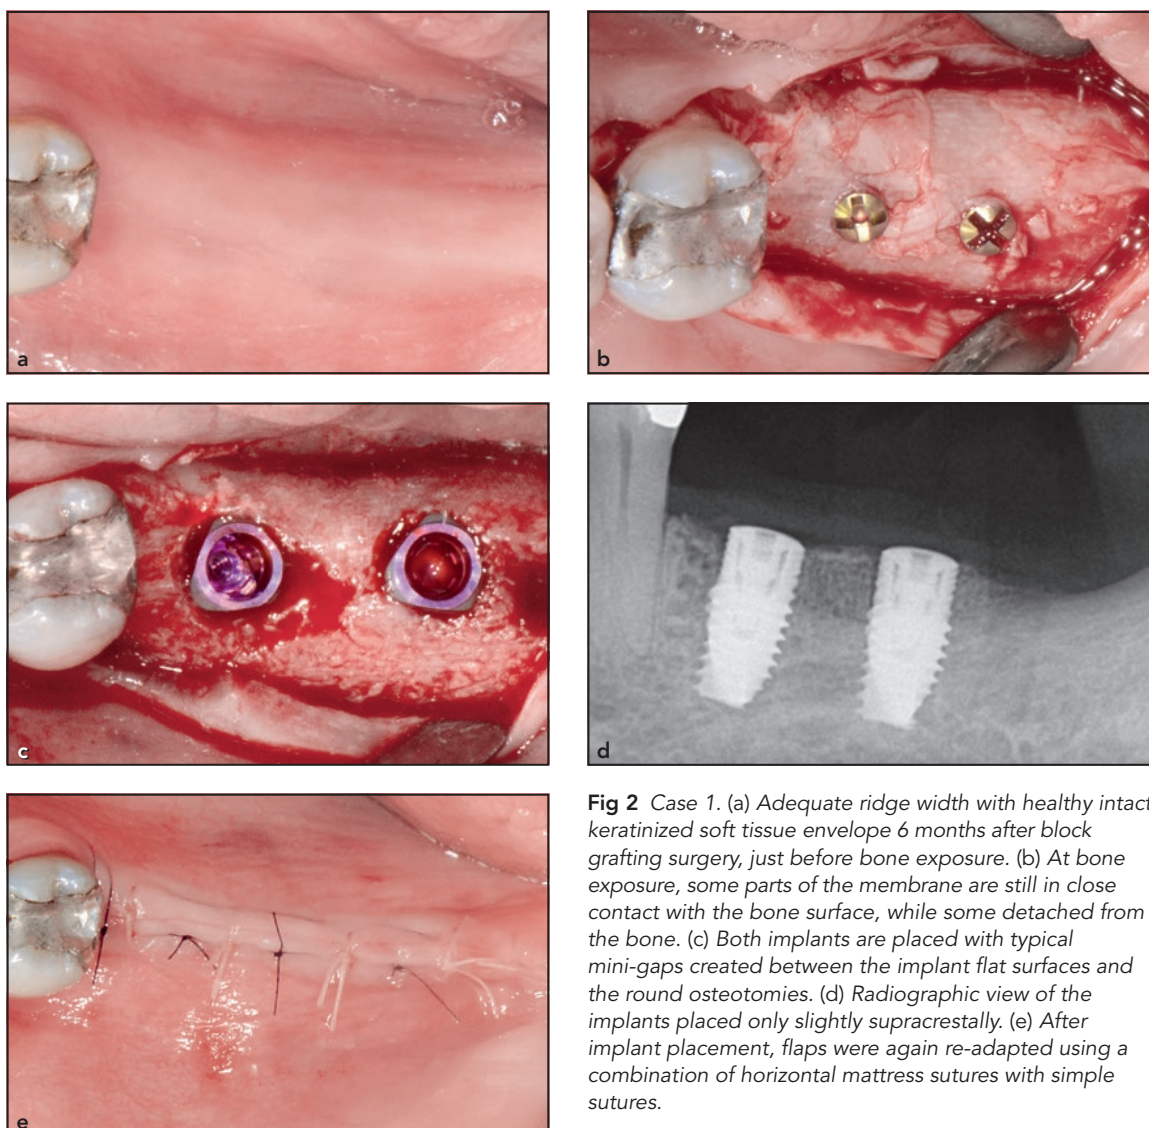 a
b
c
d
e
Fig 2 Case 1. (a) Adequate ridge width with healthy intact
keratinized soft tissue envelope 6 months after block
grafting surgery, just before bone exposure. (b) At bone
exposure, some parts of the membrane are still in close
contact with the bone surface, while some detached from
the bone. (c) Both implants are placed with typical
mini-gaps created between the implant flat surfaces and
the round osteotomies. (d) Radiographic view of the
implants placed only slightly supracrestally. (e) After
implant placement, flaps were again re-adapted using a
combination of horizontal mattress sutures with simple
sutures.